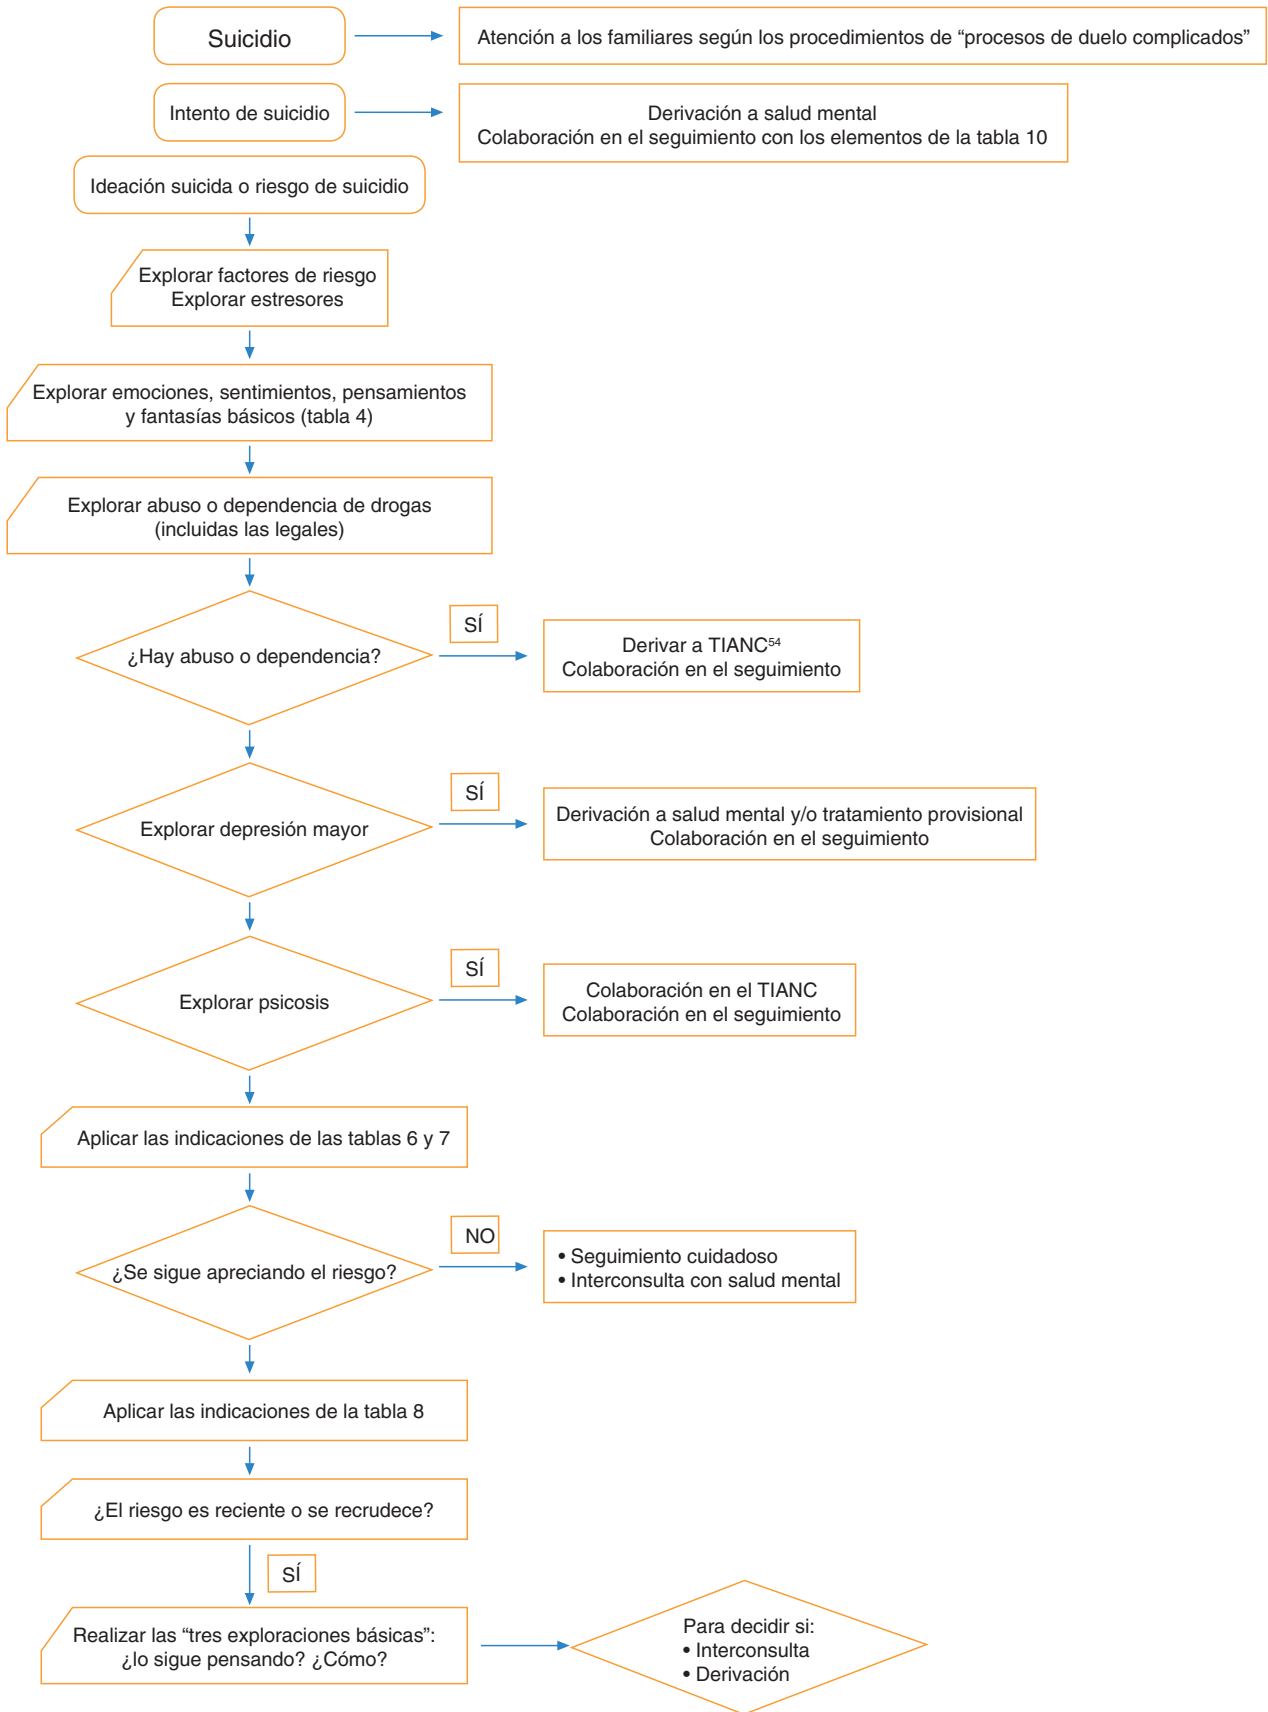 Suicidio
Atención a los familiares según los procedimientos de “procesos de duelo complicados”
Intento de suicidio
Derivación a salud mental
Colaboración en el seguimiento con los elementos de la tabla 10
Ideación suicida o riesgo de suicidio
Explorar factores de riesgo
Explorar estresores
Explorar emociones, sentimientos, pensamientos
y fantasías básicos (tabla 4)
Explorar abuso o dependencia de drogas
(incluidas las legales)
¿Hay abuso o dependencia?
SÍ
Derivar a TIANC⁵⁴
Colaboración en el seguimiento
Explorar depresión mayor
SÍ
Derivación a salud mental y/o tratamiento provisional
Colaboración en el seguimiento
Explorar psicosis
SÍ
Colaboración en el TIANC
Colaboración en el seguimiento
Aplicar las indicaciones de las tablas 6 y 7
¿Se sigue apreciando el riesgo?
NO
• Seguimiento cuidadoso
• Interconsulta con salud mental
Aplicar las indicaciones de la tabla 8
¿El riesgo es reciente o se recrudece?
SÍ
Realizar las “tres exploraciones básicas”:
¿lo sigue pensando? ¿Cómo?
Para decidir si:
• Interconsulta
• Derivación